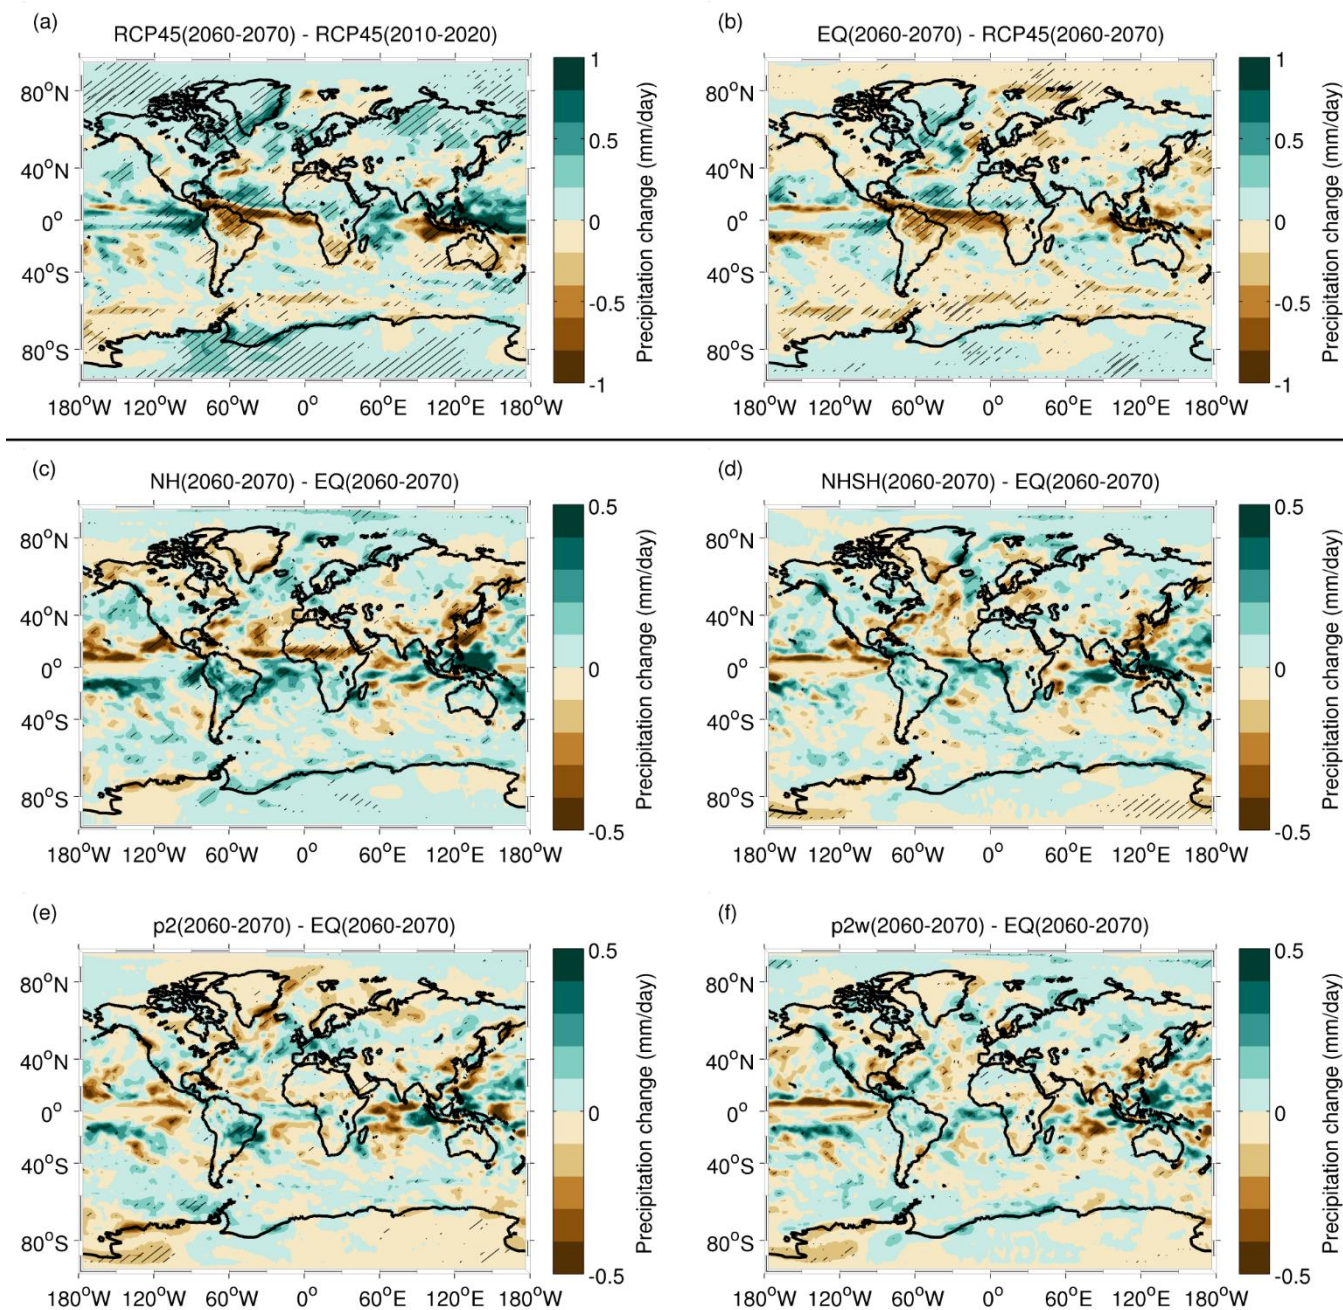 (a)
RCP45(2060-2070) - RCP45(2010-2020)
80°N
40°N
0°
40°S
80°S
180°W 120°W 60°W 0° 60°E 120°E 180°W
1
0.5
0
-0.5
-1
Precipitation change (mm/day)
(b)
EQ(2060-2070) - RCP45(2060-2070)
80°N
40°N
0°
40°S
80°S
180°W 120°W 60°W 0° 60°E 120°E 180°W
1
0.5
0
-0.5
-1
Precipitation change (mm/day)
(c)
NH(2060-2070) - EQ(2060-2070)
80°N
40°N
0°
40°S
80°S
180°W 120°W 60°W 0° 60°E 120°E 180°W
0.5
0
-0.5
Precipitation change (mm/day)
(d)
NHSH(2060-2070) - EQ(2060-2070)
80°N
40°N
0°
40°S
80°S
180°W 120°W 60°W 0° 60°E 120°E 180°W
0.5
0
-0.5
Precipitation change (mm/day)
(e)
p2(2060-2070) - EQ(2060-2070)
80°N
40°N
0°
40°S
80°S
180°W 120°W 60°W 0° 60°E 120°E 180°W
0.5
0
-0.5
Precipitation change (mm/day)
(f)
p2w(2060-2070) - EQ(2060-2070)
80°N
40°N
0°
40°S
80°S
180°W 120°W 60°W 0° 60°E 120°E 180°W
0.5
0
-0.5
Precipitation change (mm/day)